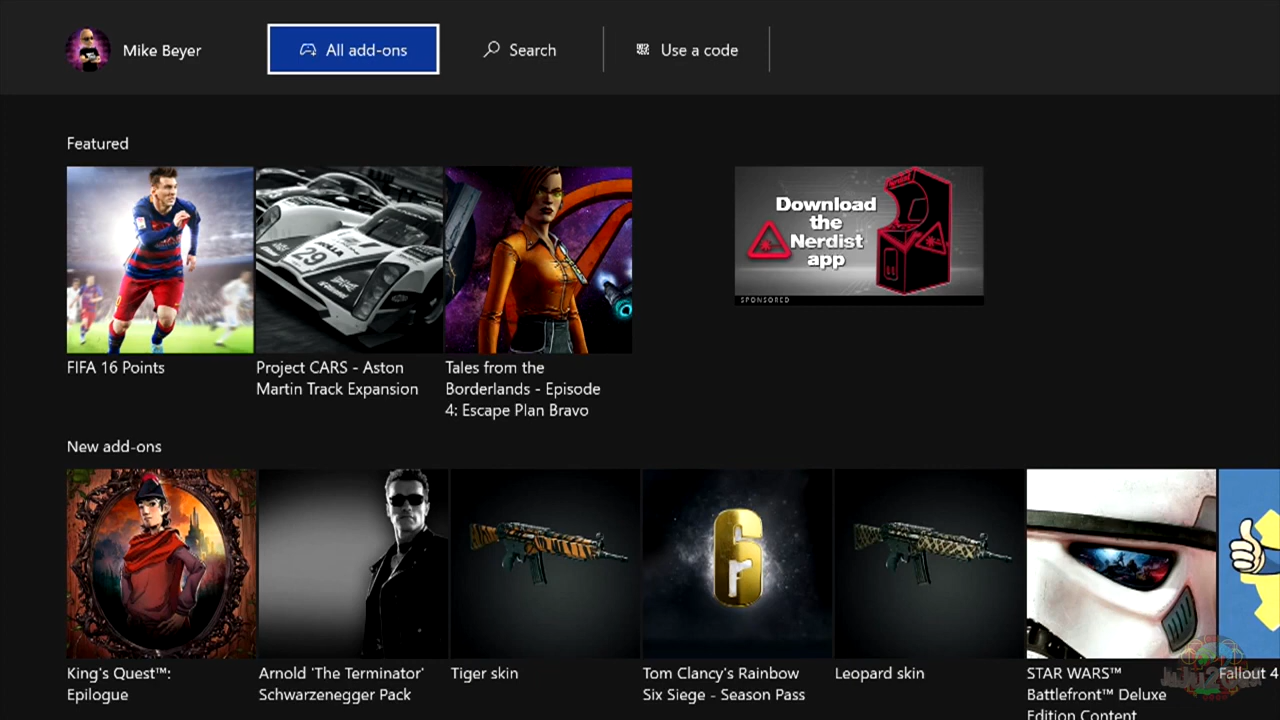 Mike Beyer
All add-ons
Search
Use a code
Featured
Download
the
Nerdist
app
SPONSORED
29
FIFA 16 Points
Project CARS - Aston
Martin Track Expansion
Tales from the
Borderlands - Episode
4: Escape Plan Bravo
New add-ons
6
King's Quest™:
Epilogue
Arnold 'The Terminator'
Schwarzenegger Pack
Tiger skin
Tom Clancy's Rainbow
Six Siege - Season Pass
Leopard skin
STAR WARS™
Battlefront™ Deluxe
Edition Content
Fallout 4